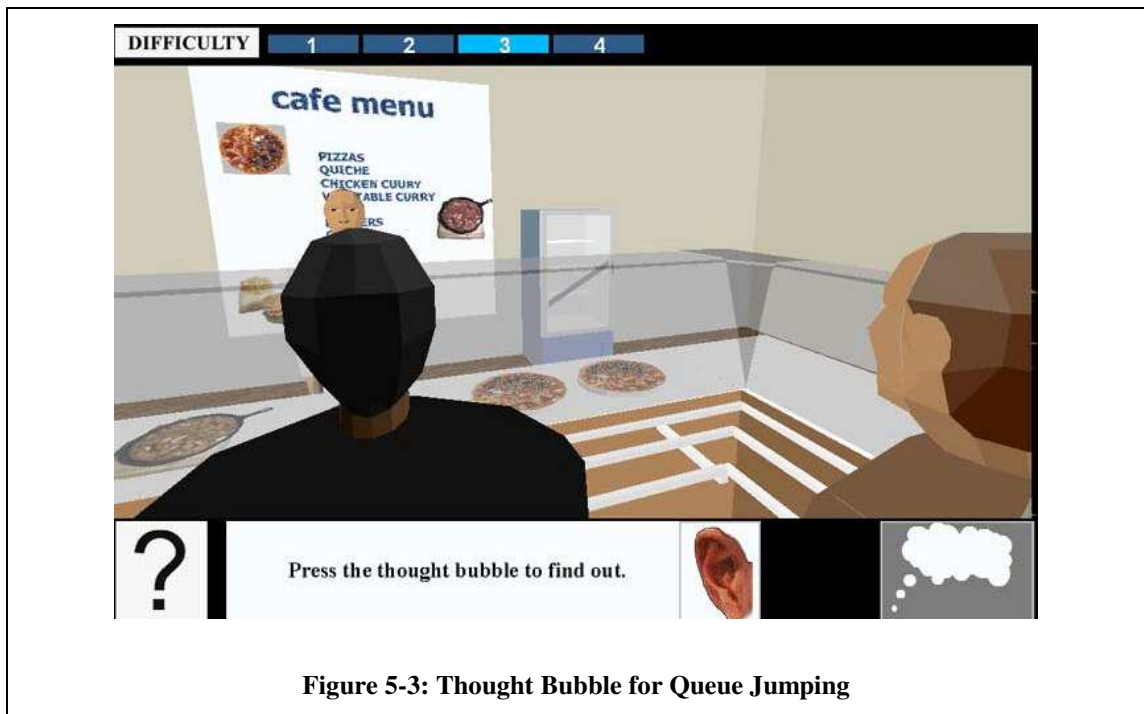 DIFFICULTY 1 2 3 4
cafe menu
PIZZAS
QUICHE
CHICKEN CUURY
CURRY
?
Press the thought bubble to find out.
Figure 5-3: Thought Bubble for Queue Jumping